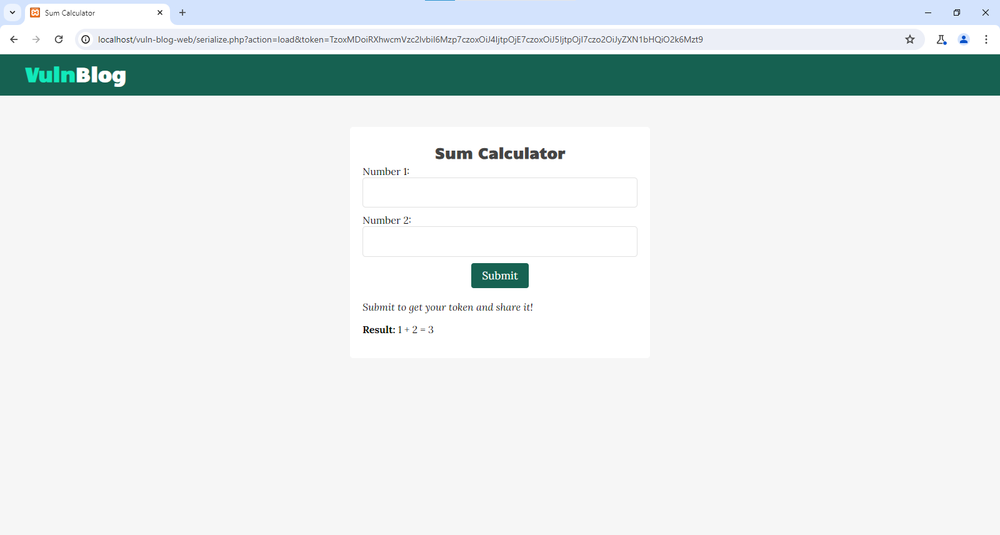 Sum Calculator
localhost/vuln-blog-web/serialize.php?action=load&token=TzoxMDoiRXhwcmVzc2lvbiI6Mzp7czoxOiJ4IjtpOjE7czoxOiJ5IjtpOjI7czo2OiJyZXN1bHQiO2k6Mzt9
VulnBlog
Sum Calculator
Number 1:
Number 2:
Submit
Submit to get your token and share it!
Result: 1 + 2 = 3